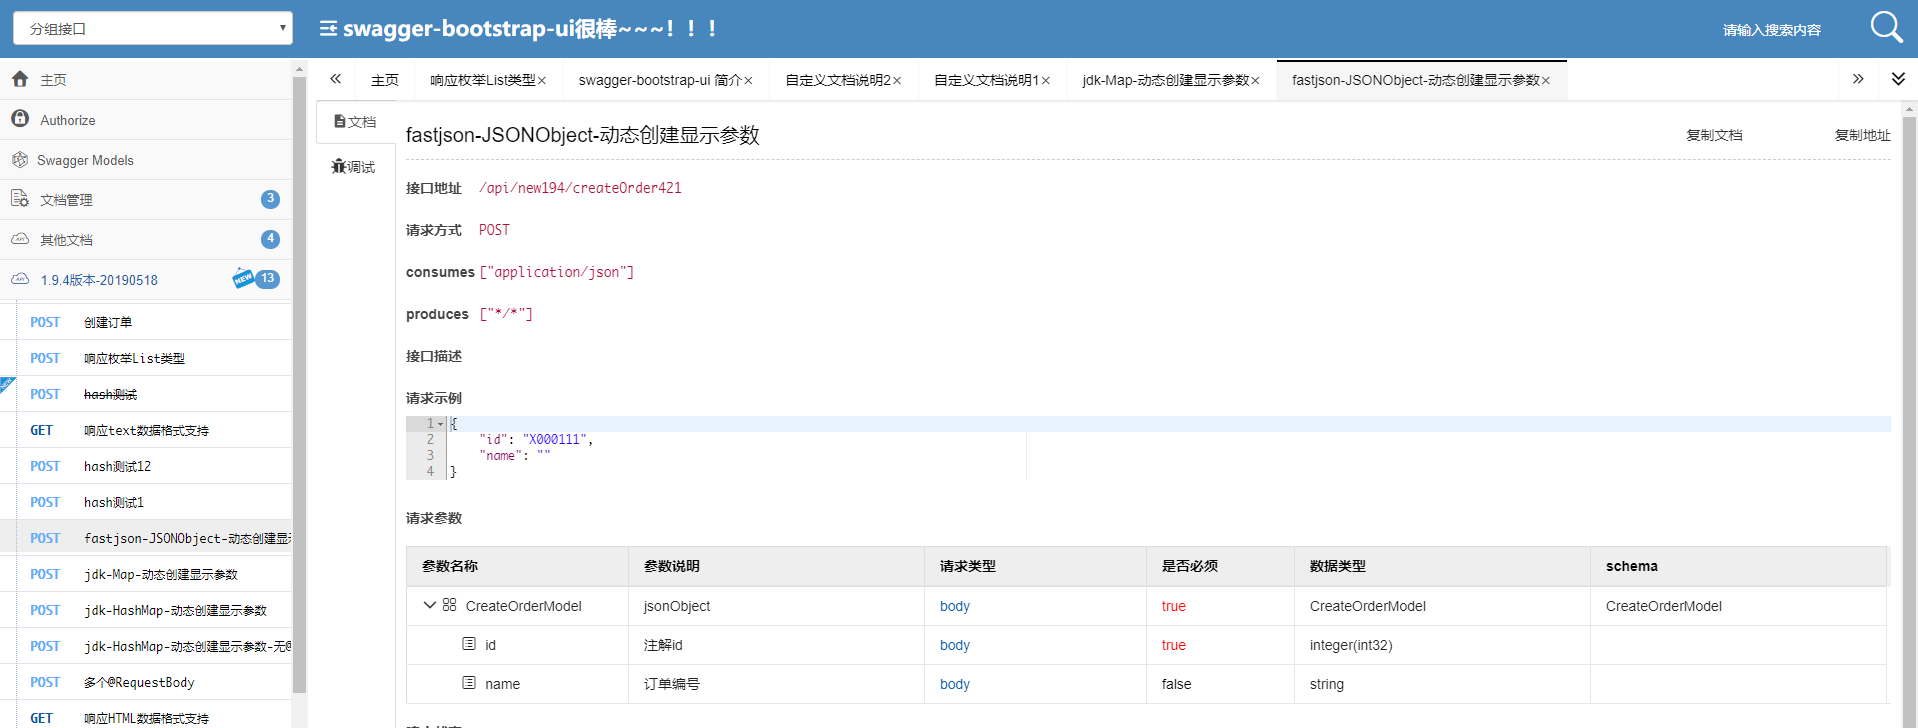 分组接口
swagger-bootstrap-ui很棒~~~！！！
请输入搜索内容
主页
Authorize
Swagger Models
文档管理 3
其他文档 4
1.9.4版本-20190518 NEW 13
POST 创建订单
POST 响应枚举List类型
NEW
POST hash测试
GET 响应text数据格式支持
POST hash测试12
POST hash测试1
POST fastjson-JSONObject-动态创建显
POST jdk-Map-动态创建显示参数
POST jdk-HashMap-动态创建显示参数
POST jdk-HashMap-动态创建显示参数-无@
POST 多个@RequestBody
GET 响应HTML数据格式支持
主页 响应枚举List类型× swagger-bootstrap-ui 简介× 自定义文档说明2× 自定义文档说明1× jdk-Map-动态创建显示参数× fastjson-JSONObject-动态创建显示参数×
文档
调试
fastjson-JSONObject-动态创建显示参数 复制文档 复制地址
接口地址 /api/new194/createOrder421
请求方式 POST
consumes ["application/json"]
produces ["*/*"]
接口描述
请求示例
1 {
2 "id": "X000111",
3 "name": ""
4 }
请求参数
参数名称 参数说明 请求类型 是否必须 数据类型 schema
CreateOrderModel jsonObject body true CreateOrderModel CreateOrderModel
id 注解id body true integer(int32)
name 订单编号 body false string